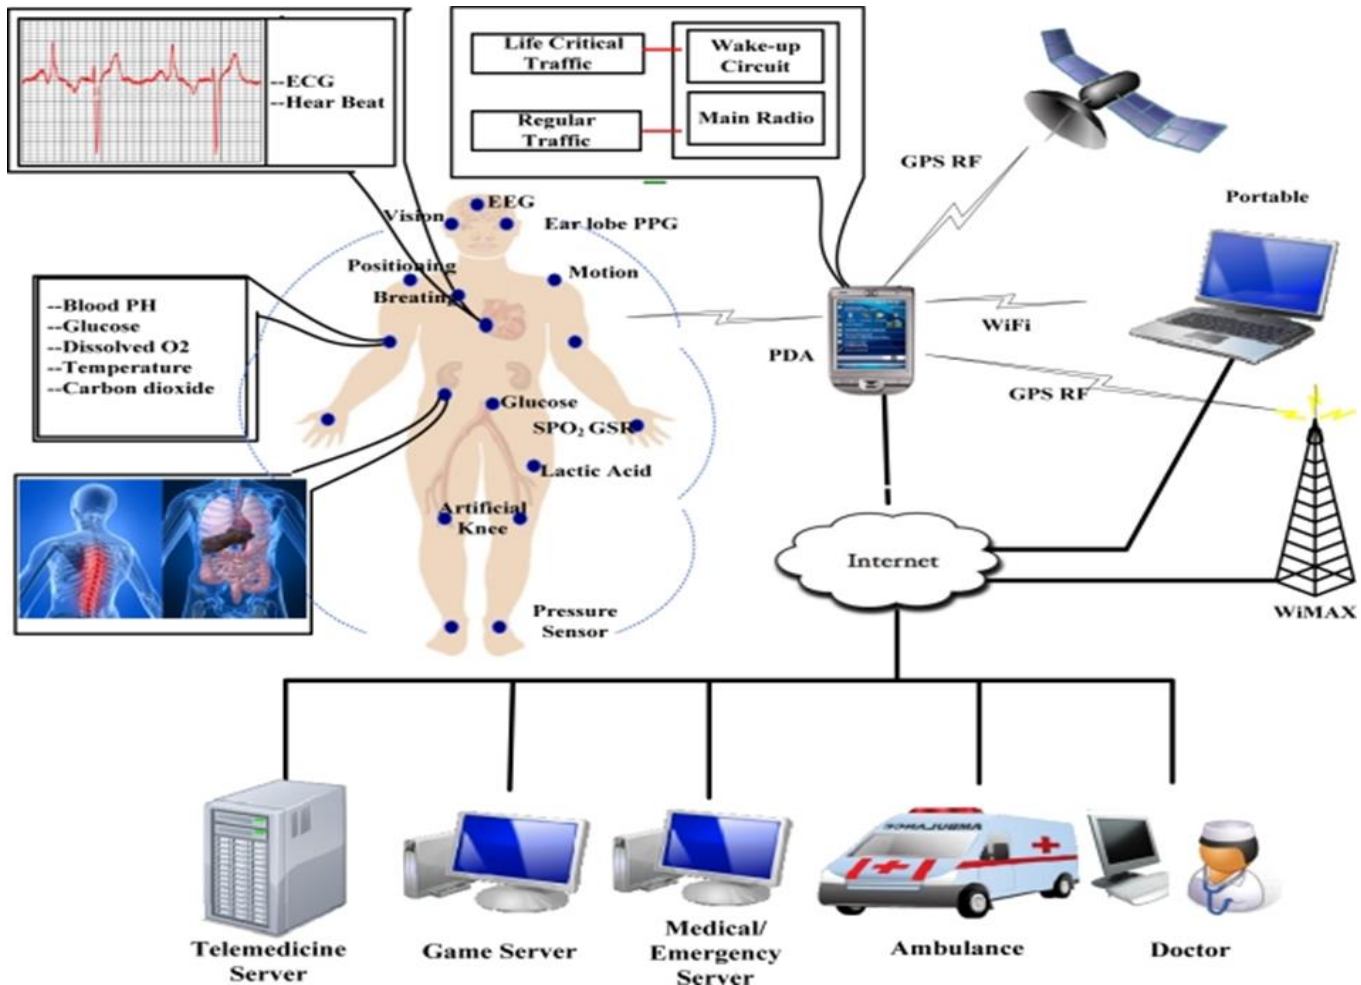 --ECG
--Hear Beat
Life Critical
Traffic
Wake-up
Circuit
Regular
Traffic
Main Radio
GPS RF
Portable
EEG
Vision
Ear lobe PPG
Positioning
Motion
Breating
--Blood PH
--Glucose
--Dissolved O2
--Temperature
--Carbon dioxide
WiFi
PDA
GPS RF
Glucose
SPO₂ GSR
Lactic Acid
Artificial
Knee
Internet
Pressure
Sensor
WiMAX
AMBULANCE
Telemedicine
Server
Game Server
Medical/
Emergency
Server
Ambulance
Doctor